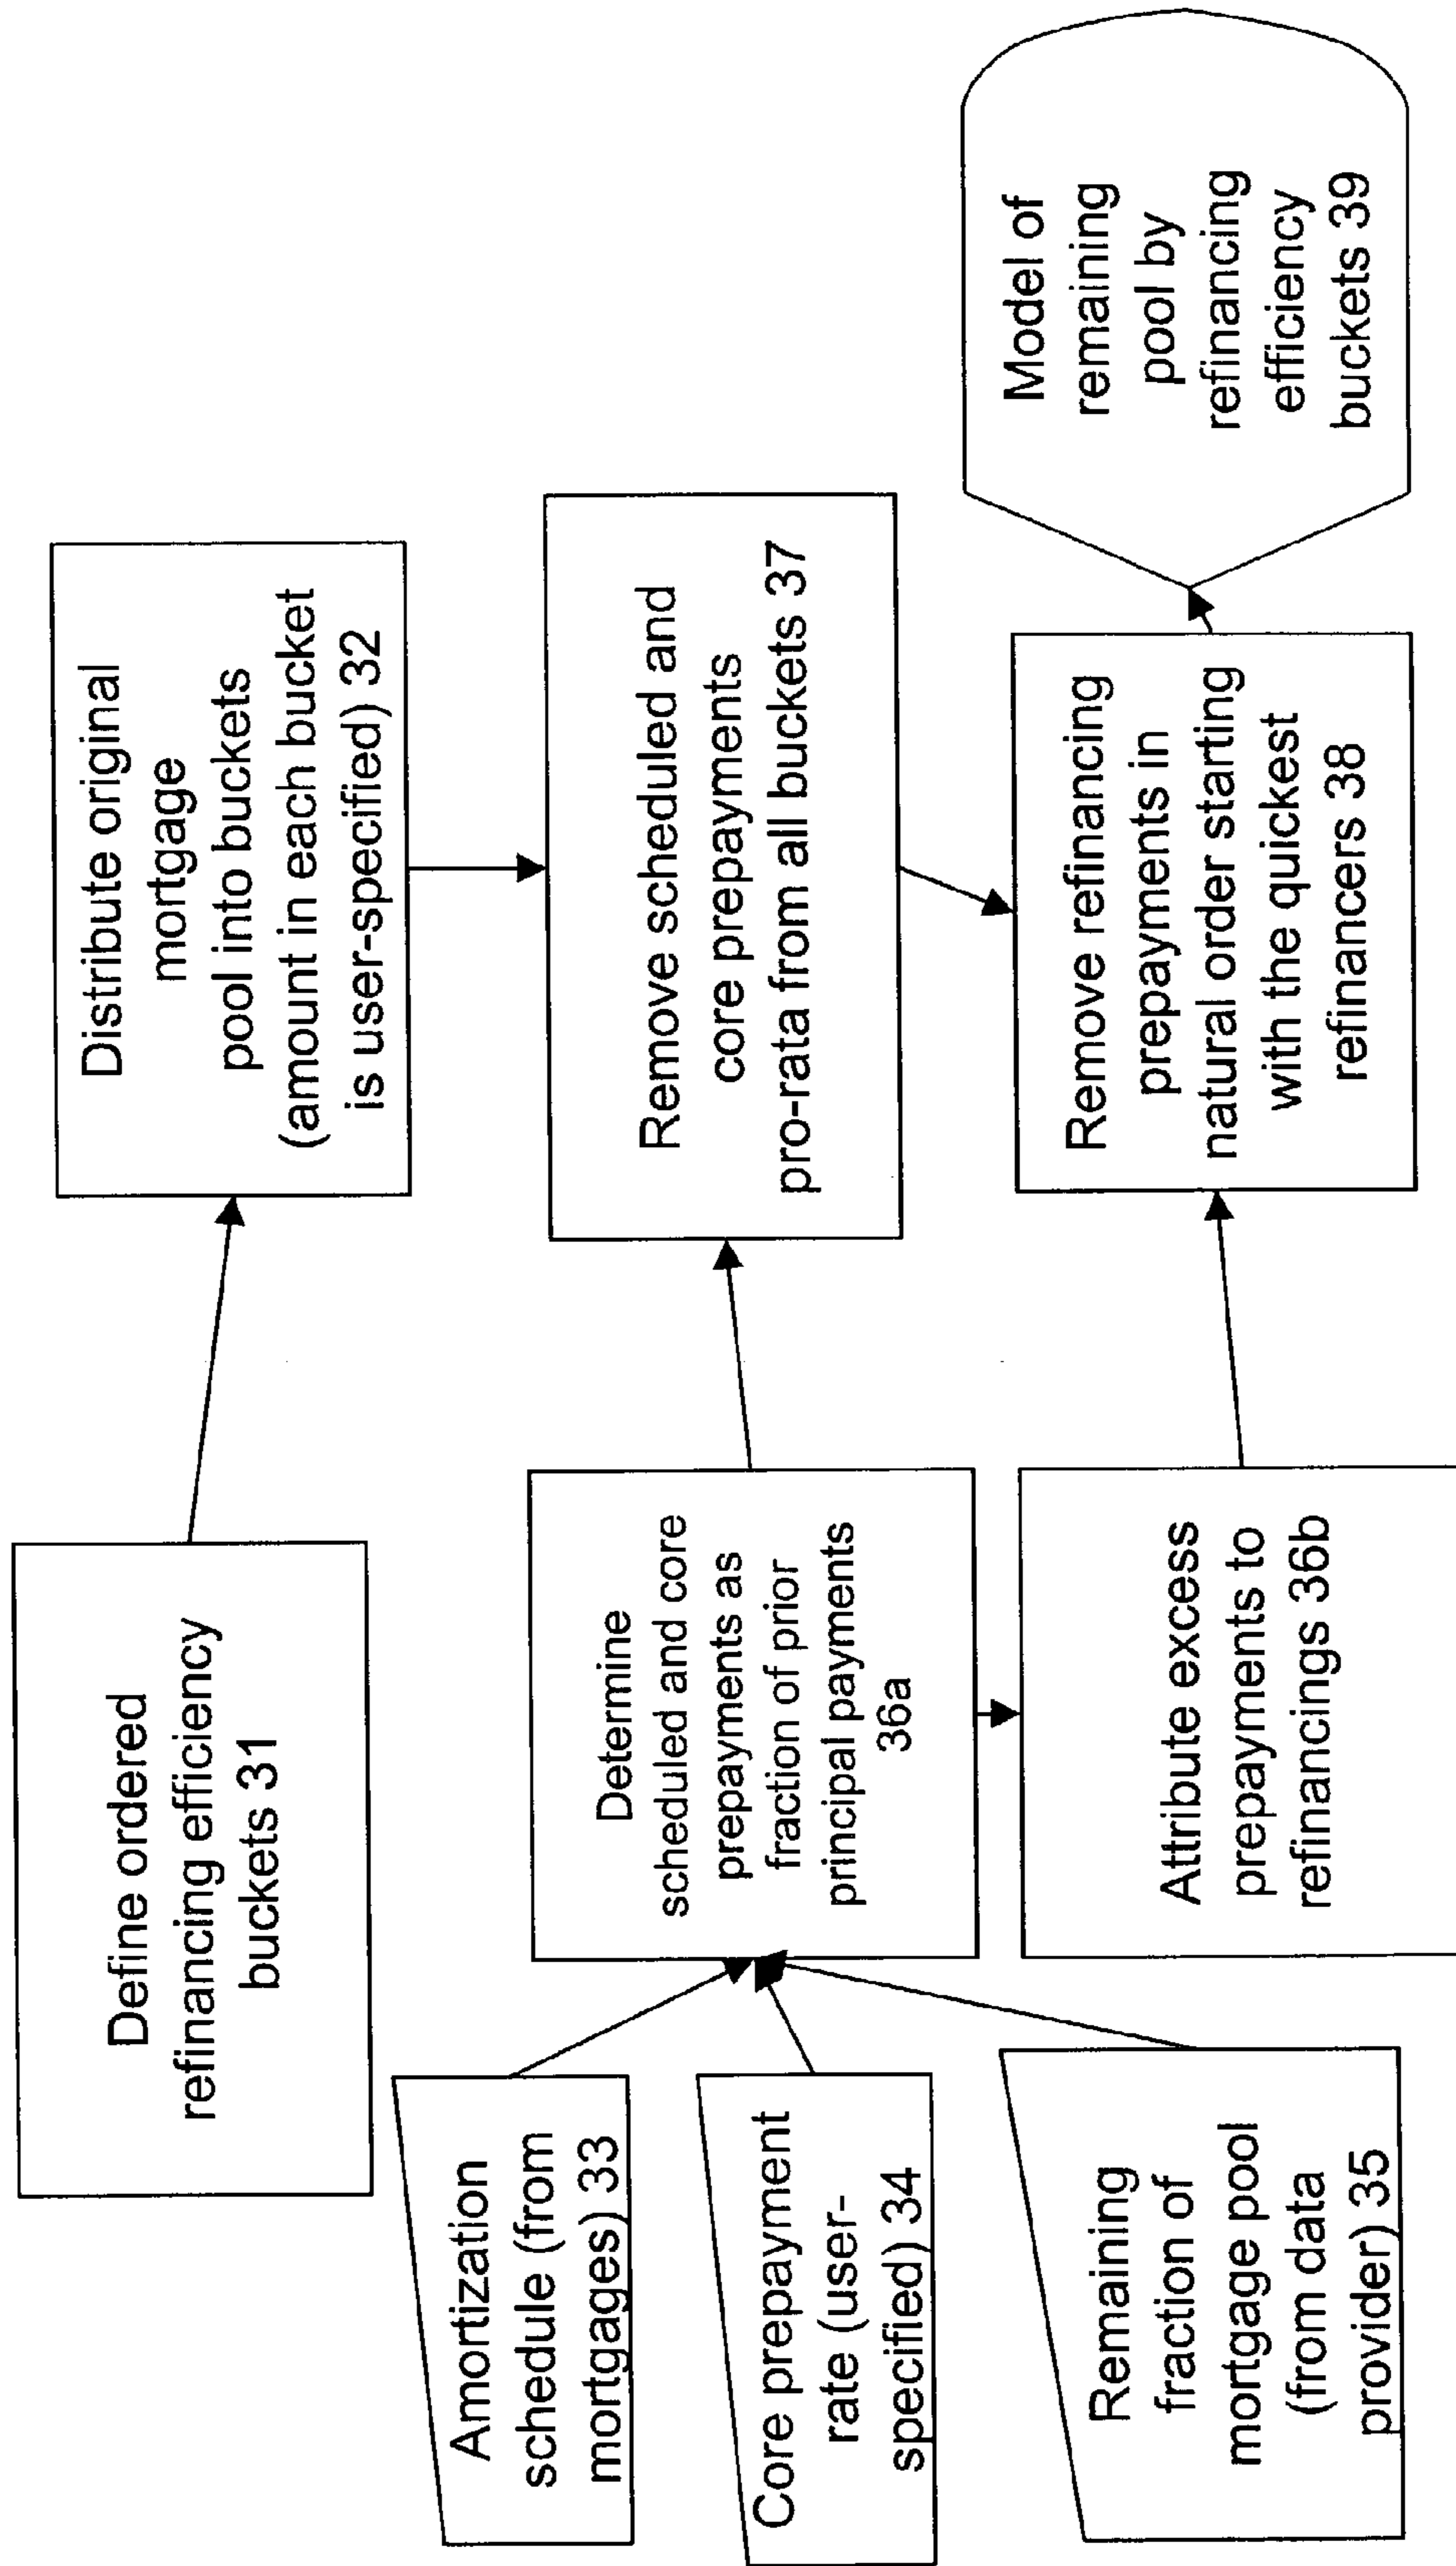 Define ordered
refinancing efficiency
buckets 31
Distribute original
mortgage
pool into buckets
(amount in each bucket
is user-specified) 32
Amortization
schedule (from
mortgages) 33
Core prepayment
rate (user-
specified) 34
Remaining
fraction of
mortgage pool
(from data
provider) 35
Determine
scheduled and core
prepayments as
fraction of prior
principal payments
36a
Attribute excess
prepayments to
refinancings 36b
Remove scheduled and
core prepayments
pro-rata from all buckets 37
Remove refinancing
prepayments in
natural order starting
with the quickest
refinancers 38
Model of
remaining
pool by
refinancing
efficiency
buckets 39